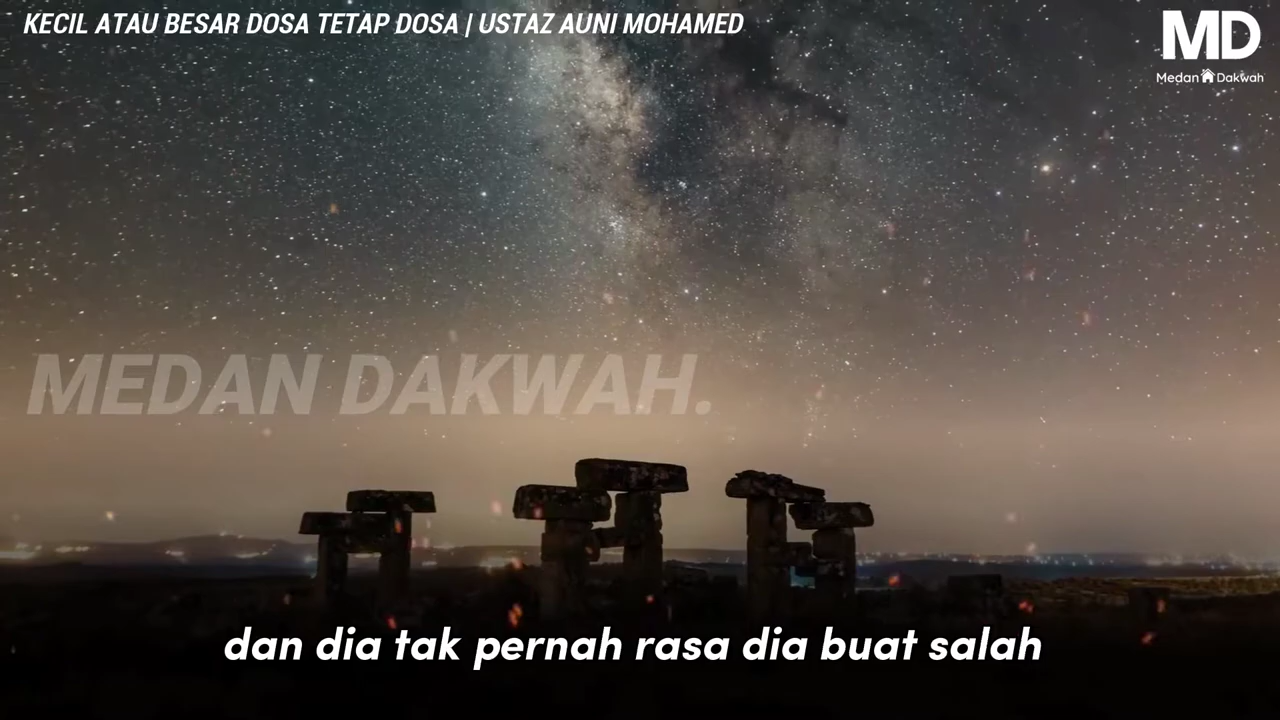 KECIL ATAU BESAR DOSA TETAP DOSA | USTAZ AUNI MOHAMED
MD
Medan Dakwah
MEDAN DAKWAH.
dan dia tak pernah rasa dia buat salah